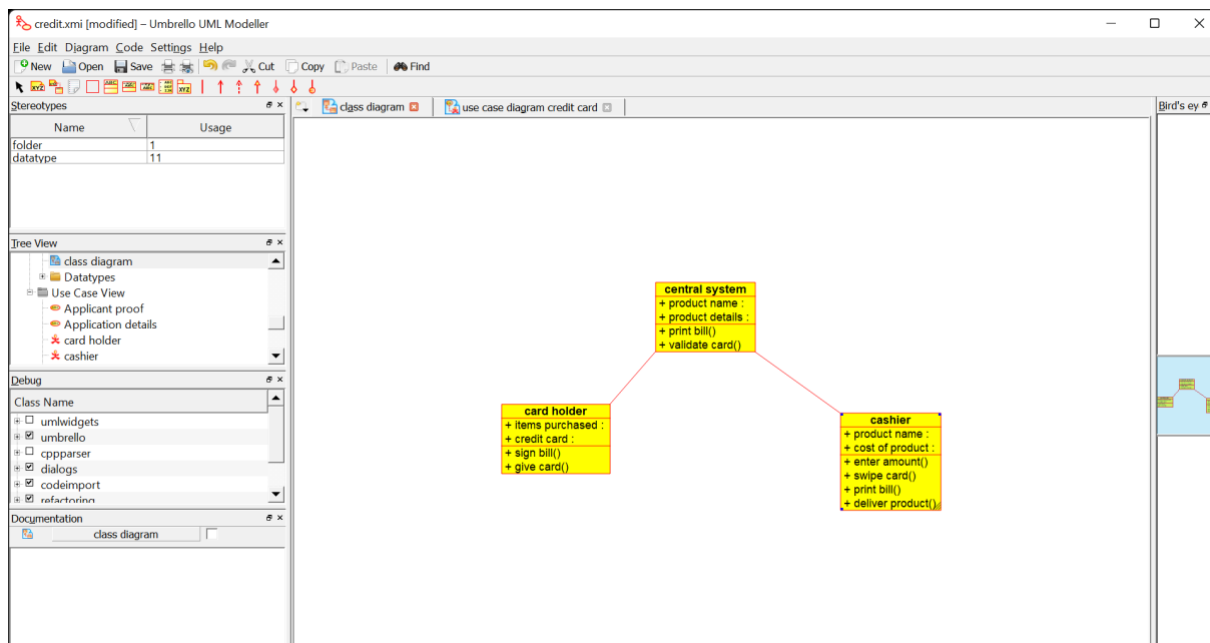 credit.xmi [modified] – Umbrello UML Modeller
File Edit Diagram Code Settings Help
New Open Save Cut Copy Paste Find
Stereotypes
Name Usage
folder 1
datatype 11
Tree View
class diagram
Datatypes
Use Case View
Applicant proof
Application details
card holder
cashier
Debug
Class Name
umlwidgets
umbrello
cppparser
dialogs
codeimport
refactoring
Documentation
class diagram
class diagram use case diagram credit card
central system
+ product name :
+ product details :
+ print bill()
+ validate card()
card holder
+ items purchased :
+ credit card :
+ sign bill()
+ give card()
cashier
+ product name :
+ cost of product :
+ enter amount()
+ swipe card()
+ print bill()
+ deliver product()
Bird's ey